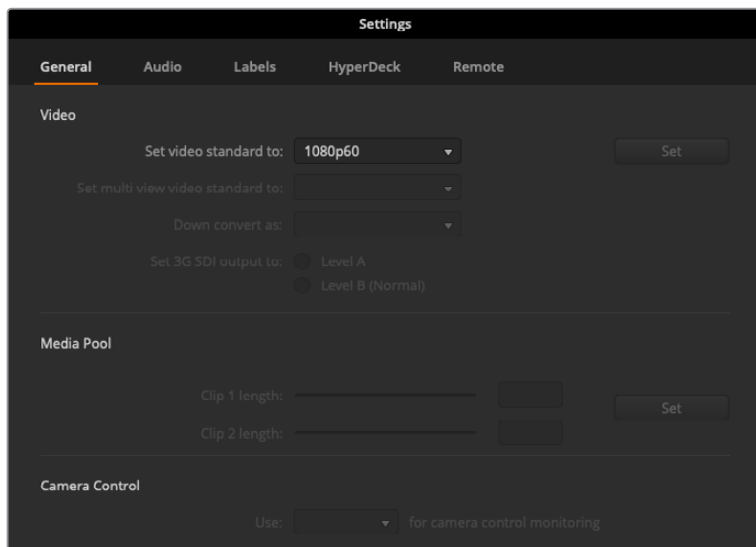 Settings
General Audio Labels HyperDeck Remote
Video
Set video standard to: 1080p60 Set
Set multi view video standard to:
Down convert as:
Set 3G SDI output to: Level A
Level B (Normal)
Media Pool
Clip 1 length:
Set
Clip 2 length:
Camera Control
Use: for camera control monitoring